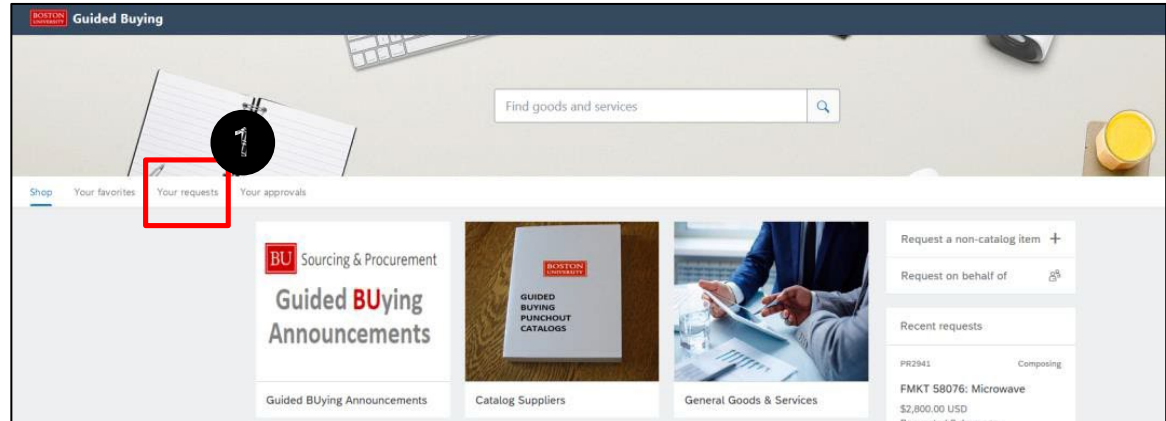 BOSTON
UNIVERSITY
Guided Buying
Find goods and services
1
Shop
Your favorites
Your requests
Your approvals
BU Sourcing & Procurement
Guided BUying
Announcements
Guided BUying Announcements
BOSTON
UNIVERSITY
GUIDED
BUYING
PUNCHOUT
CATALOGS
Catalog Suppliers
General Goods & Services
Request a non-catalog item
Request on behalf of
Recent requests
PR2941 Composing
FMKT 58076: Microwave
$2,800.00 USD